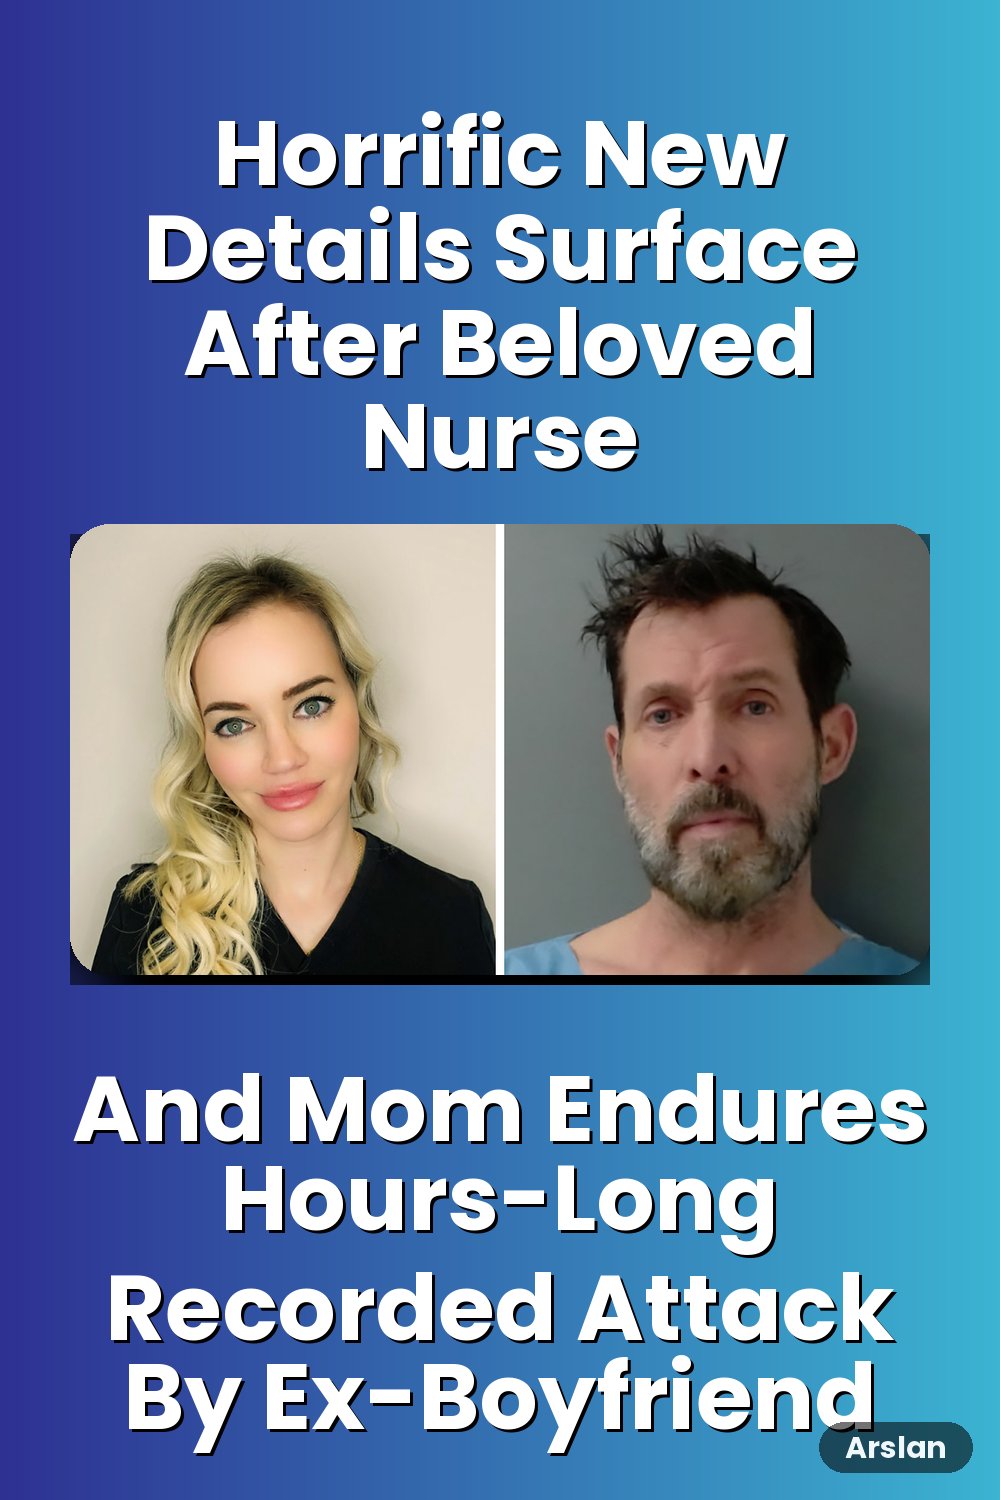 Horrific New
Details Surface
After Beloved
Nurse
And Mom Endures
Hours-Long
Recorded Attack
By Ex-Boyfriend
Arslan